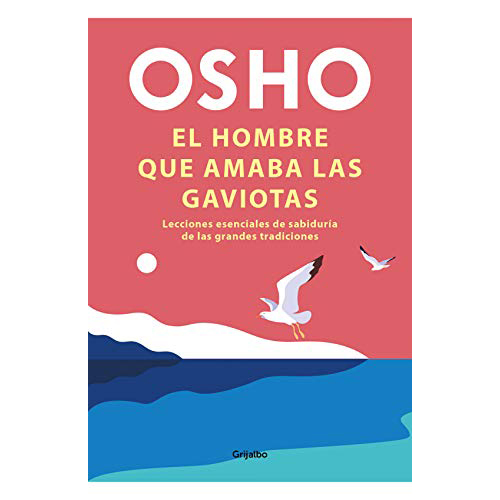 OSHO
EL HOMBRE
QUE AMABA LAS
GAVIOTAS
Lecciones esenciales de sabiduría
de las grandes tradiciones
Grijalbo